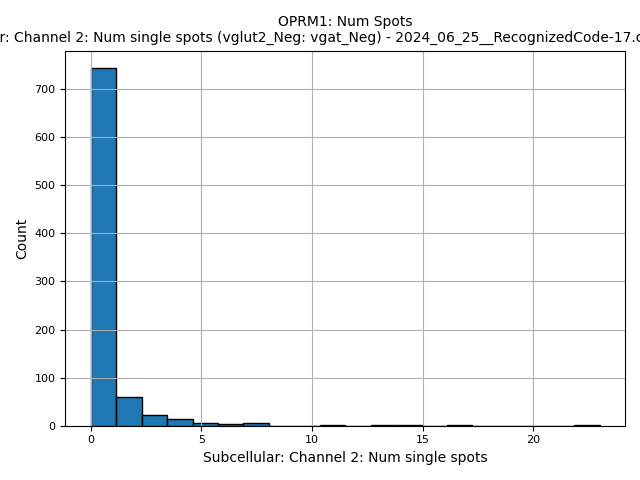 OPRM1: Num Spots
r: Channel 2: Num single spots (vglut2_Neg: vgat_Neg) - 2024_06_25__RecognizedCode-17.
700
600
500
400
300
200
100
0
Count
0 5 10 15 20
Subcellular: Channel 2: Num single spots